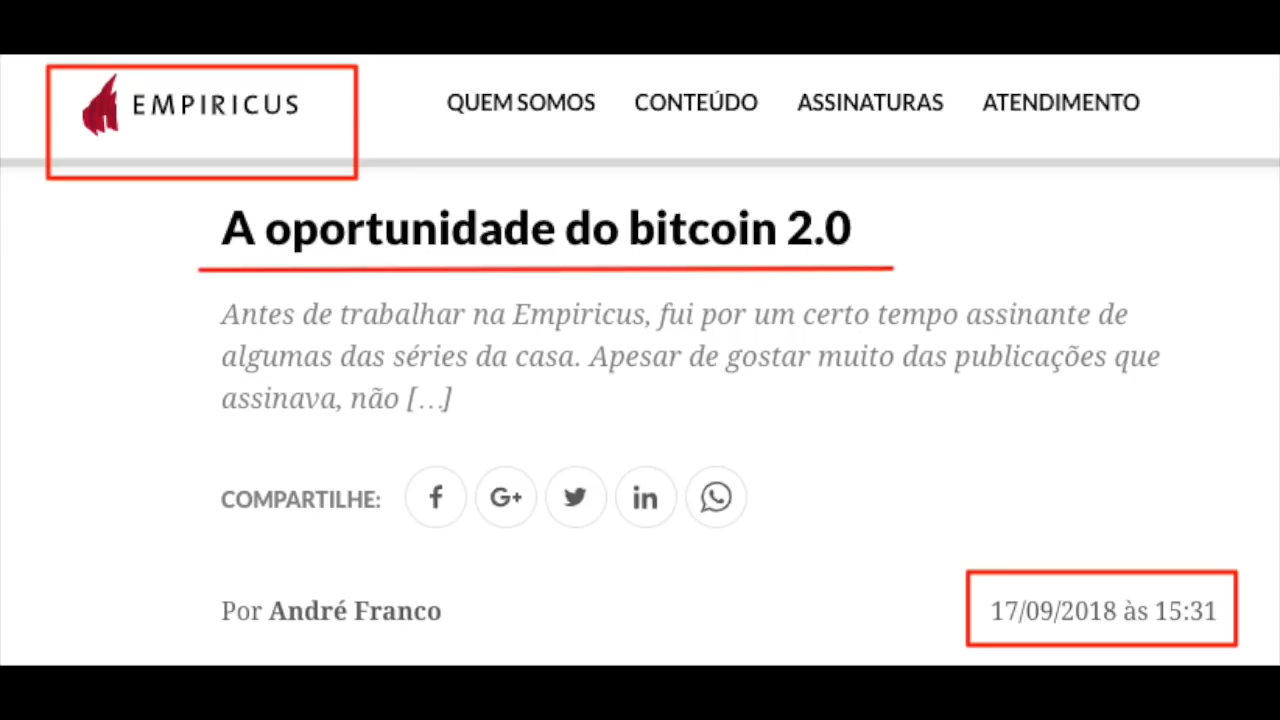 EMPIRICUS QUEM SOMOS CONTEÚDO ASSINATURAS ATENDIMENTO
A oportunidade do bitcoin 2.0
Antes de trabalhar na Empiricus, fui por um certo tempo assinante de
algumas das séries da casa. Apesar de gostar muito das publicações que
assinava, não […]
COMPARTILHE: f G+ in
Por André Franco 17/09/2018 às 15:31